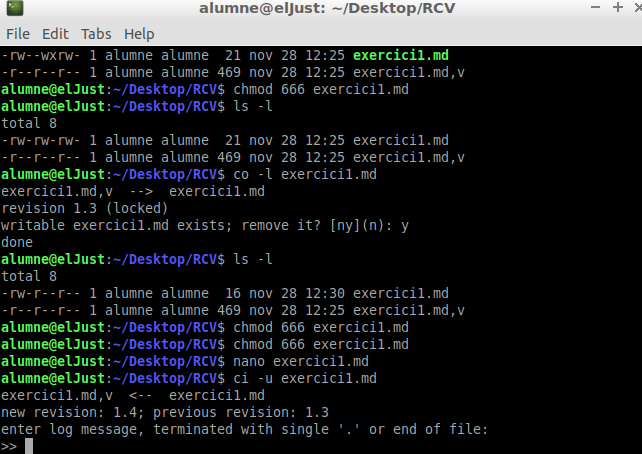 alumne@elJust: ~/Desktop/RCV
File Edit Tabs Help
-rw--wxrw- 1 alumne alumne  21 nov 28 12:25 exercici1.md
-r--r--r-- 1 alumne alumne 469 nov 28 12:25 exercici1.md,v
alumne@elJust:~/Desktop/RCV$ chmod 666 exercici1.md
alumne@elJust:~/Desktop/RCV$ ls -l
total 8
-rw-rw-rw- 1 alumne alumne  21 nov 28 12:25 exercici1.md
-r--r--r-- 1 alumne alumne 469 nov 28 12:25 exercici1.md,v
alumne@elJust:~/Desktop/RCV$ co -l exercici1.md
exercici1.md,v  -->  exercici1.md
revision 1.3 (locked)
writable exercici1.md exists; remove it? [ny](n): y
done
alumne@elJust:~/Desktop/RCV$ ls -l
total 8
-rw-r--r-- 1 alumne alumne  16 nov 28 12:30 exercici1.md
-r--r--r-- 1 alumne alumne 469 nov 28 12:25 exercici1.md,v
alumne@elJust:~/Desktop/RCV$ chmod 666 exercici1.md
alumne@elJust:~/Desktop/RCV$ chmod 666 exercici1.md
alumne@elJust:~/Desktop/RCV$ nano exercici1.md
alumne@elJust:~/Desktop/RCV$ ci -u exercici1.md
exercici1.md,v  <--  exercici1.md
new revision: 1.4; previous revision: 1.3
enter log message, terminated with single '.' or end of file:
>>